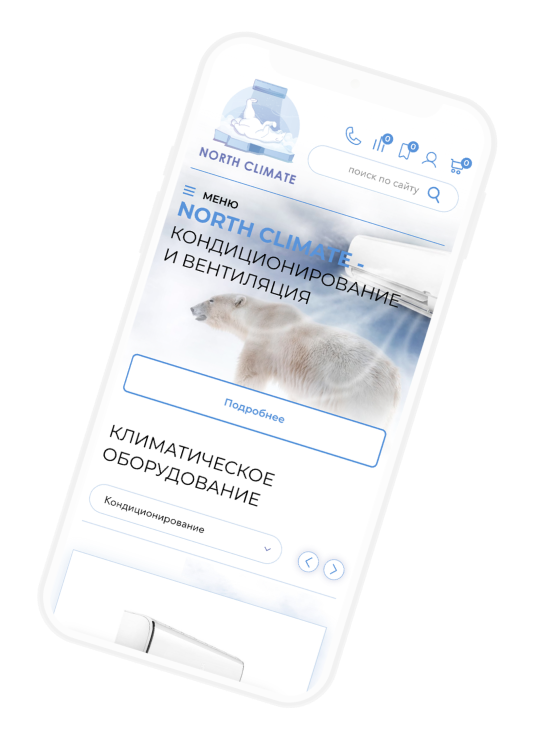 NORTH CLIMATE
0
0
0
поиск по сайту
МЕНЮ
NORTH CLIMATE -
КОНДИЦИОНИРОВАНИЕ
И ВЕНТИЛЯЦИЯ
Подробнее
КЛИМАТИЧЕСКОЕ
ОБОРУДОВАНИЕ
Кондиционирование